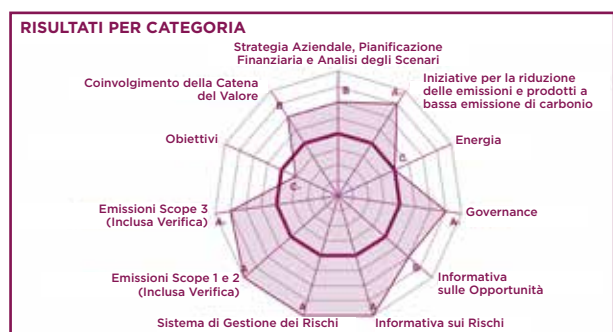 RISULTATI PER CATEGORIA
Strategia Aziendale, Pianificazione
Finanziaria e Analisi degli Scenari
Coinvolgimento della Catena
del Valore
Iniziative per la riduzione
delle emissioni e prodotti a
bassa emissione di carbonio
Obiettivi
Energia
Emissioni Scope 3
(Inclusa Verifica)
Governance
Emissioni Scope 1 e 2
(Inclusa Verifica)
Informativa
sulle Opportunità
Sistema di Gestione dei Rischi
Informativa sui Rischi
B
A-
C
A-
A
A-
C-